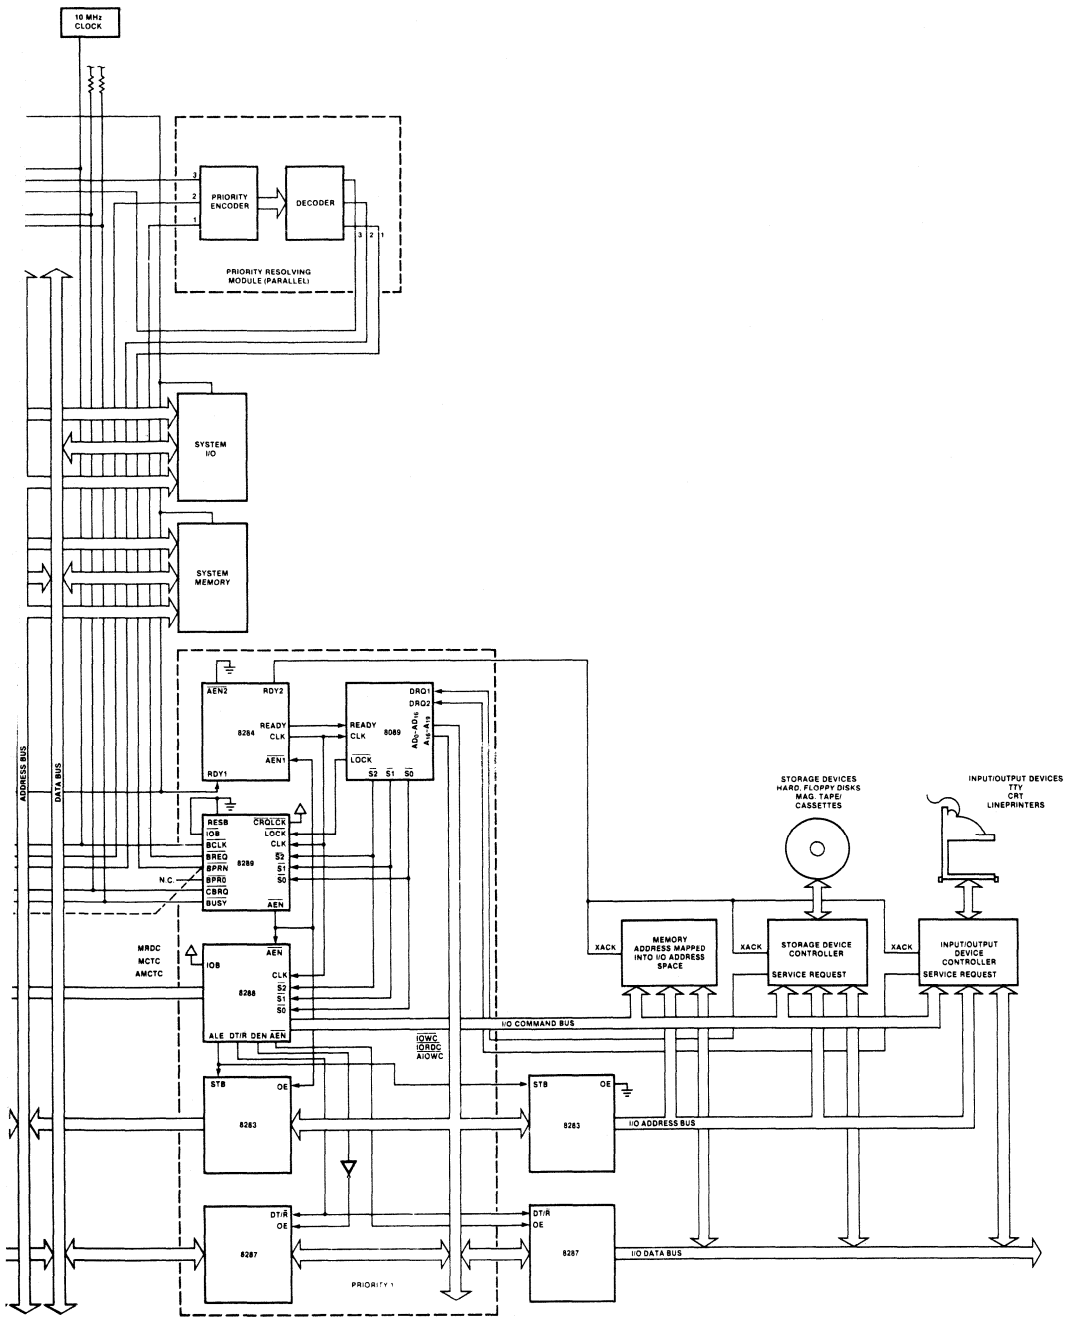 10 MHz
CLOCK
3
2
1
PRIORITY
ENCODER
DECODER
3 2 1
PRIORITY RESOLVING
MODULE (PARALLEL)
SYSTEM
I/O
SYSTEM
MEMORY
ADDRESS BUS
DATA BUS
AEN2
RDY2
8284
READY
CLK
AEN1
RDY1
DRQ1
DRQ2
READY
8089
CLK
LOCK
AD0-AD15
A16-A19
S2 S1 S0
RESB
IOB
BCLK
BREQ
BPRN
BPRO
CBRQ
BUSY
8289
CRQLCK
LOCK
CLK
S2
S1
S0
AEN
N.C.
MRDC
MCTC
AMCTC
AEN
IOB
CLK
8288
S2
S1
S0
ALE DT/R DEN AEN
IOWC
IORDC
AIOWC
STB
OE
8283
DT/R
OE
8287
PRIORITY 1
STB
OE
8283
DT/R
OE
8287
I/O COMMAND BUS
I/O ADDRESS BUS
I/O DATA BUS
STORAGE DEVICES
HARD, FLOPPY DISKS
MAG. TAPE/
CASSETTES
INPUT/OUTPUT DEVICES
TTY
CRT
LINEPRINTERS
XACK
MEMORY
ADDRESS MAPPED
INTO I/O ADDRESS
SPACE
XACK
STORAGE DEVICE
CONTROLLER
SERVICE REQUEST
XACK
INPUT/OUTPUT
DEVICE
CONTROLLER
SERVICE REQUEST